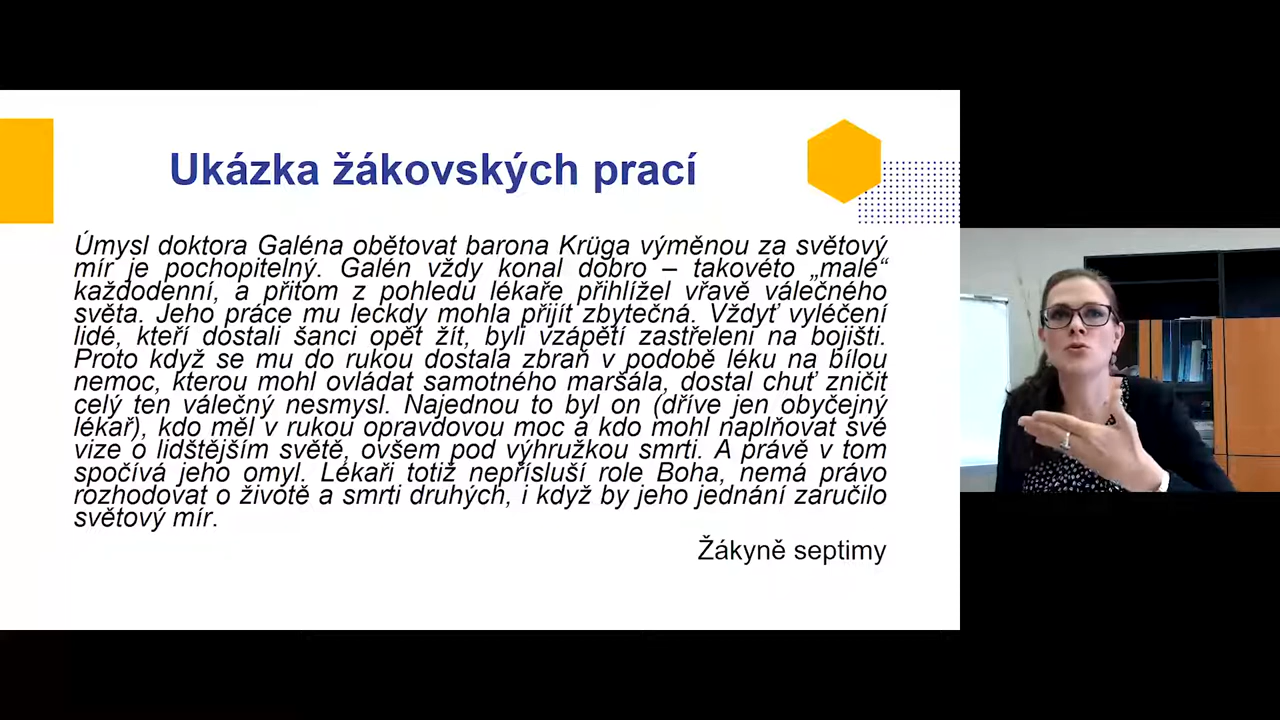 Ukázka žákovských prací
Úmysl doktora Galéna obětovat barona Krüga výměnou za světový
mír je pochopitelný. Galén vždy konal dobro – takovéto „malé“
každodenní, a přitom z pohledu lékaře přihlížel vřavě válečného
světa. Jeho práce mu leckdy mohla přijít zbytečná. Vždyť vyléčení
lidé, kteří dostali šanci opět žít, byli vzápětí zastřeleni na bojišti.
Proto když se mu do rukou dostala zbraň v podobě léku na bílou
nemoc, kterou mohl ovládat samotného maršála, dostal chuť zničit
celý ten válečný nesmysl. Najednou to byl on (dříve jen obyčejný
lékař), kdo měl v rukou opravdovou moc a kdo mohl naplňovat své
vize o lidštějším světě, ovšem pod výhružkou smrti. A právě v tom
spočívá jeho omyl. Lékaři totiž nepřísluší role Boha, nemá právo
rozhodovat o životě a smrti druhých, i když by jeho jednání zaručilo
světový mír.
Žákyně septimy